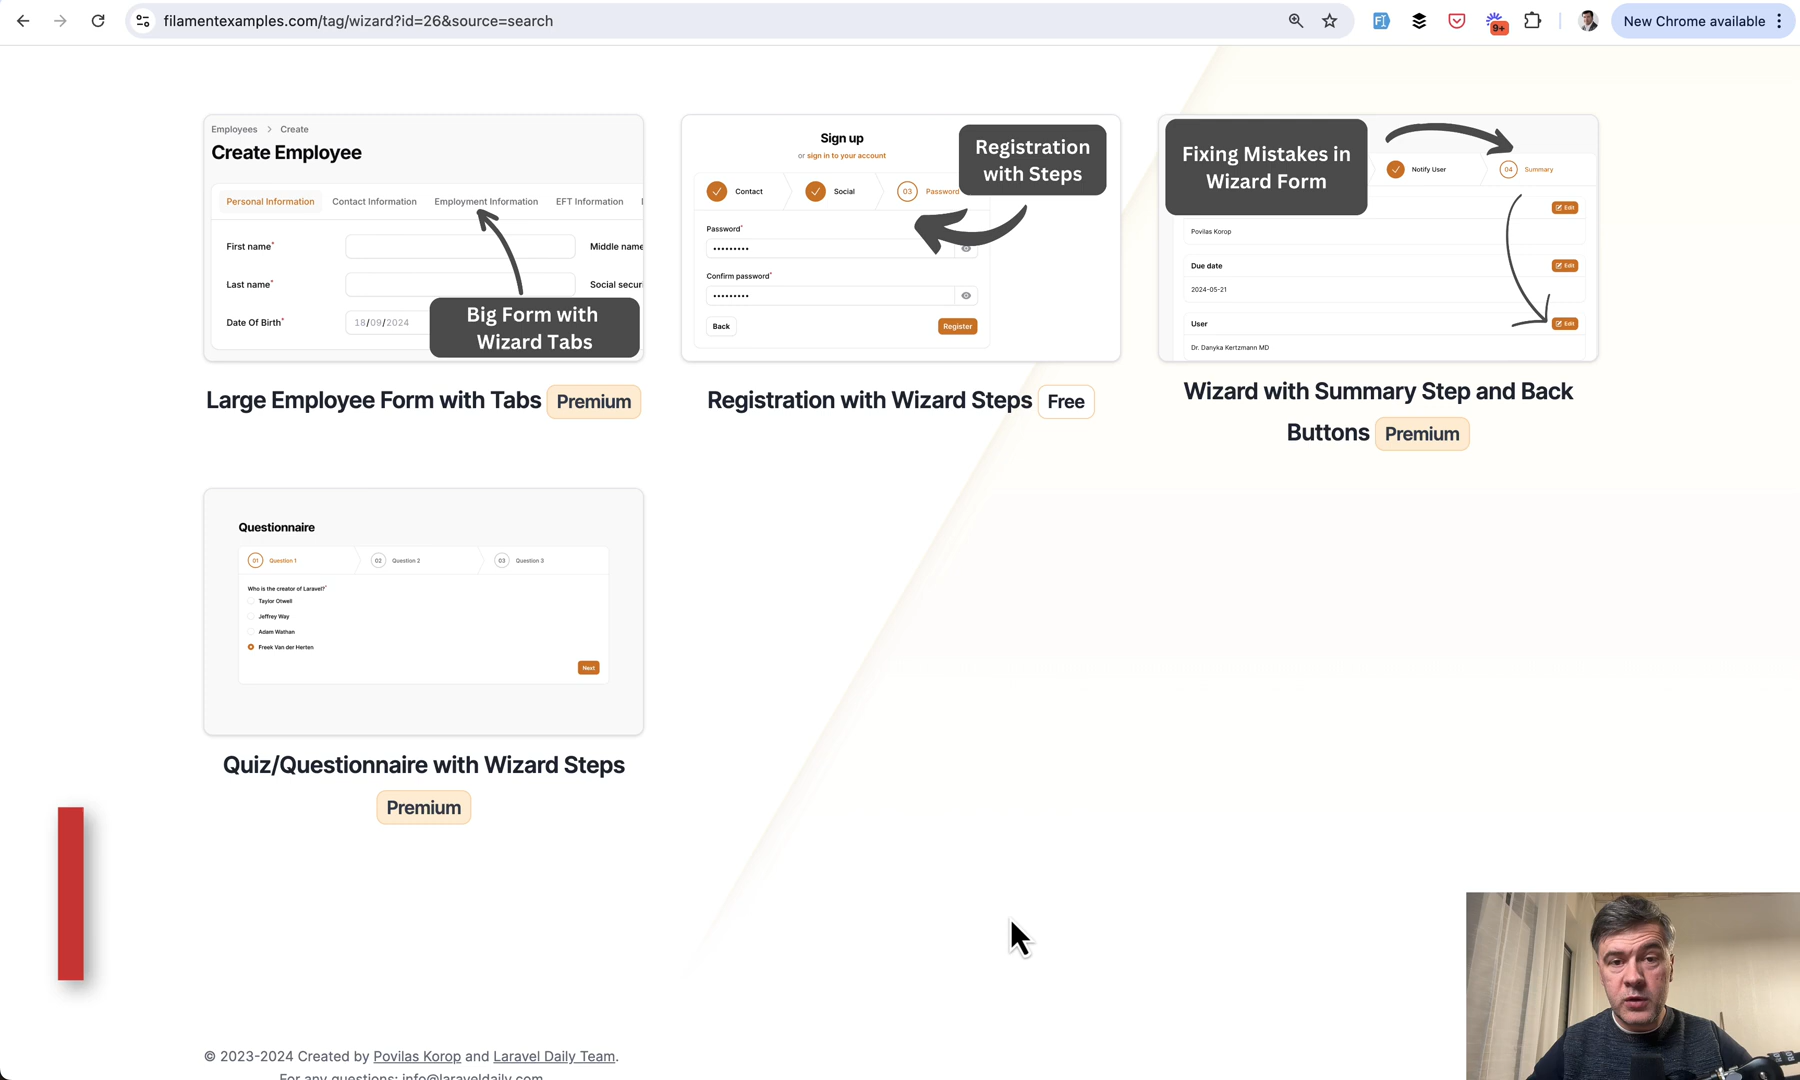 filamentexamples.com/tag/wizard?id=26&source=search
9+
New Chrome available
Employees > Create
Create Employee
Personal Information
Contact Information
Employment Information
EFT Information
First name*
Middle name
Last name*
Social secur
Date Of Birth*
18/09/2024
Big Form with
Wizard Tabs
Large Employee Form with Tabs Premium
Sign up
or sign in to your account
Registration
with Steps
Contact
Social
03 Password
Password*
•••••••••
Confirm password*
•••••••••
Back
Register
Registration with Wizard Steps Free
Fixing Mistakes in
Wizard Form
Notify User
04 Summary
Edit
Povilas Korop
Due date
Edit
2024-05-21
User
Edit
Dr. Danyka Kertzmann MD
Wizard with Summary Step and Back
Buttons Premium
Questionnaire
01 Question 1
02 Question 2
03 Question 3
Who is the creator of Laravel?*
Taylor Otwell
Jeffrey Way
Adam Wathan
Freek Van der Herten
Next
Quiz/Questionnaire with Wizard Steps
Premium
© 2023-2024 Created by Povilas Korop and Laravel Daily Team.
For any questions: info@laraveldaily.com